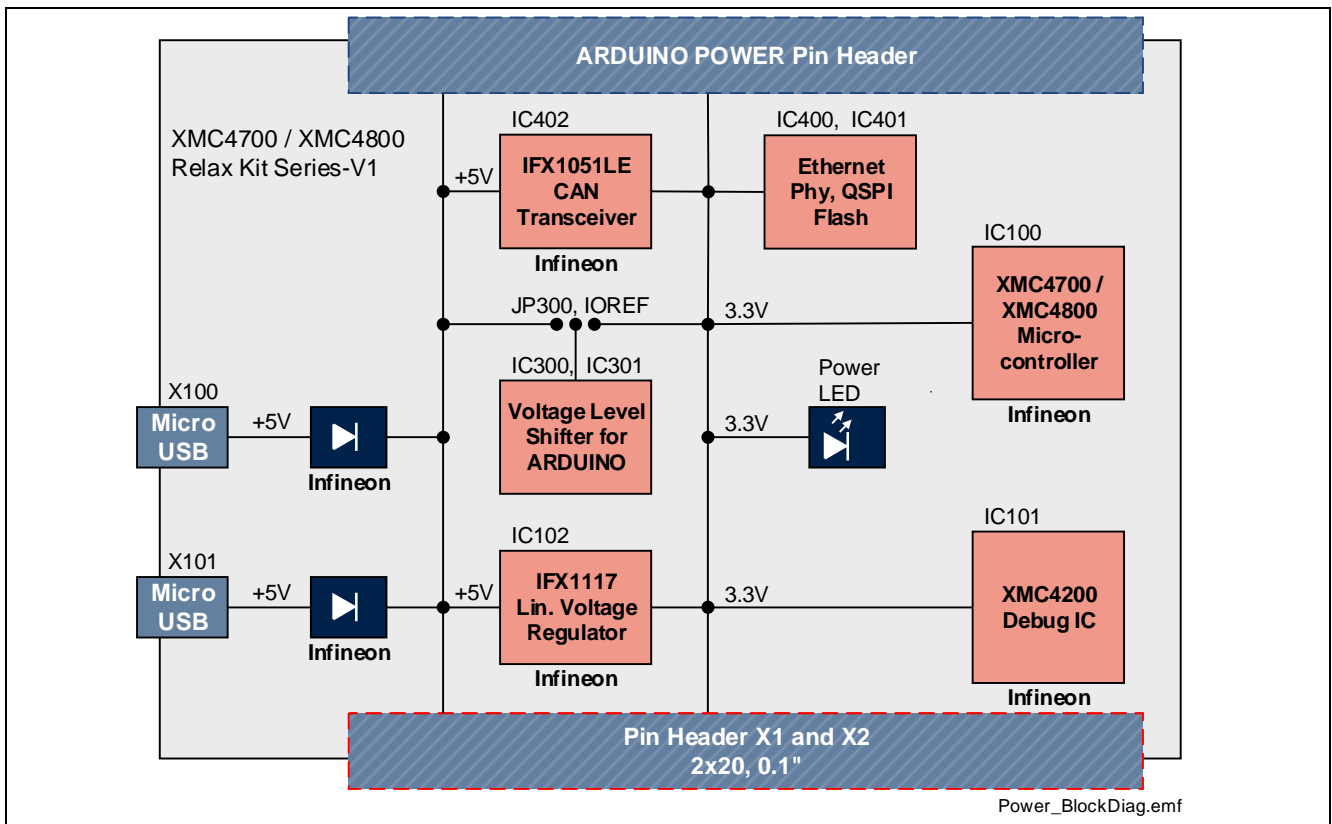 ARDUINO POWER Pin Header
XMC4700 / XMC4800
Relax Kit Series-V1
IC402
IFX1051LE
CAN
Transceiver
Infineon
+5V
IC400, IC401
Ethernet
Phy, QSPI
Flash
IC100
XMC4700 /
XMC4800
Micro-
controller
Infineon
JP300, IOREF
3.3V
IC300, IC301
Voltage Level
Shifter for
ARDUINO
Power
LED
3.3V
X100
Micro
USB
+5V
Infineon
X101
Micro
USB
+5V
Infineon
+5V
IC102
IFX1117
Lin. Voltage
Regulator
Infineon
3.3V
IC101
XMC4200
Debug IC
Infineon
Pin Header X1 and X2
2x20, 0.1"
Power_BlockDiag.emf